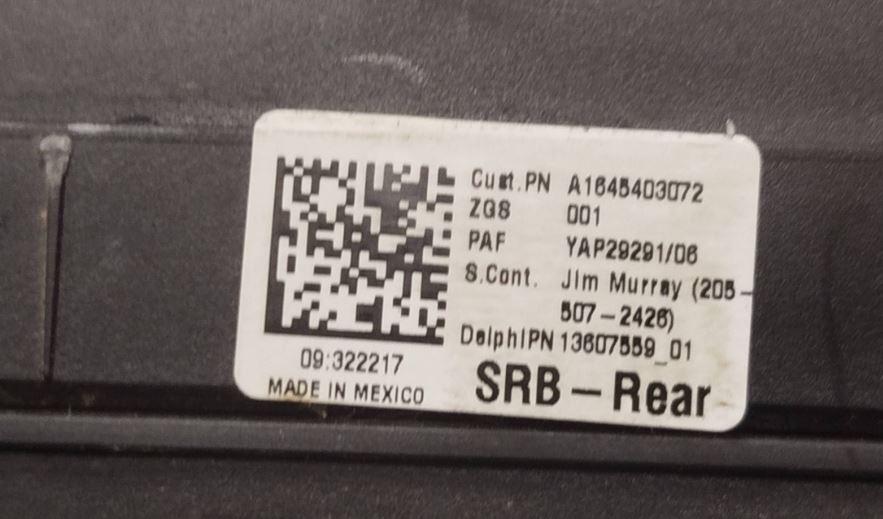 Cust.PN A1645403072
ZGS 001
PAF YAP29291/06
S.Cont. Jim Murray (205-
507-2426)
DelphiPN 13607559_01
09:322217
MADE IN MEXICO
SRB-Rear